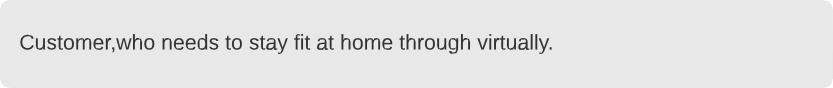 Customer,who needs to stay fit at home through virtually.